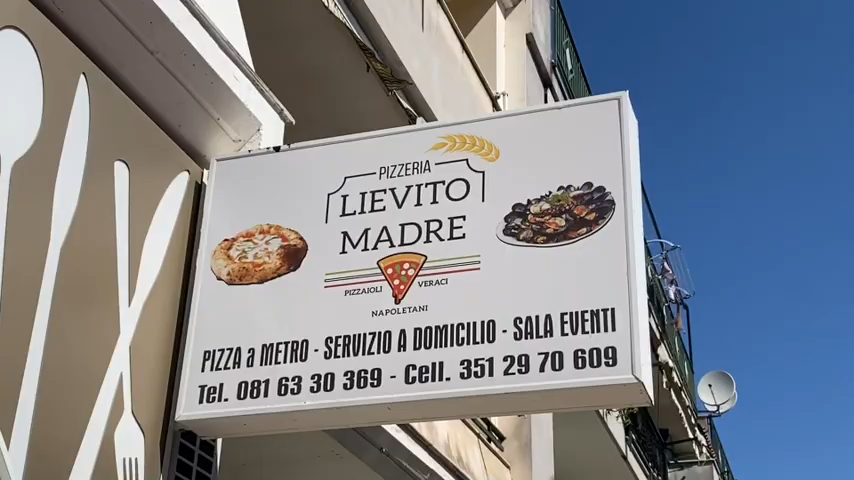 PIZZERIA
LIEVITO
MADRE
PIZZAIOLI VERACI
NAPOLETANI
PIZZA a METRO - SERVIZIO A DOMICILIO - SALA EVENTI
Tel. 081 63 30 369 - Cell. 351 29 70 609